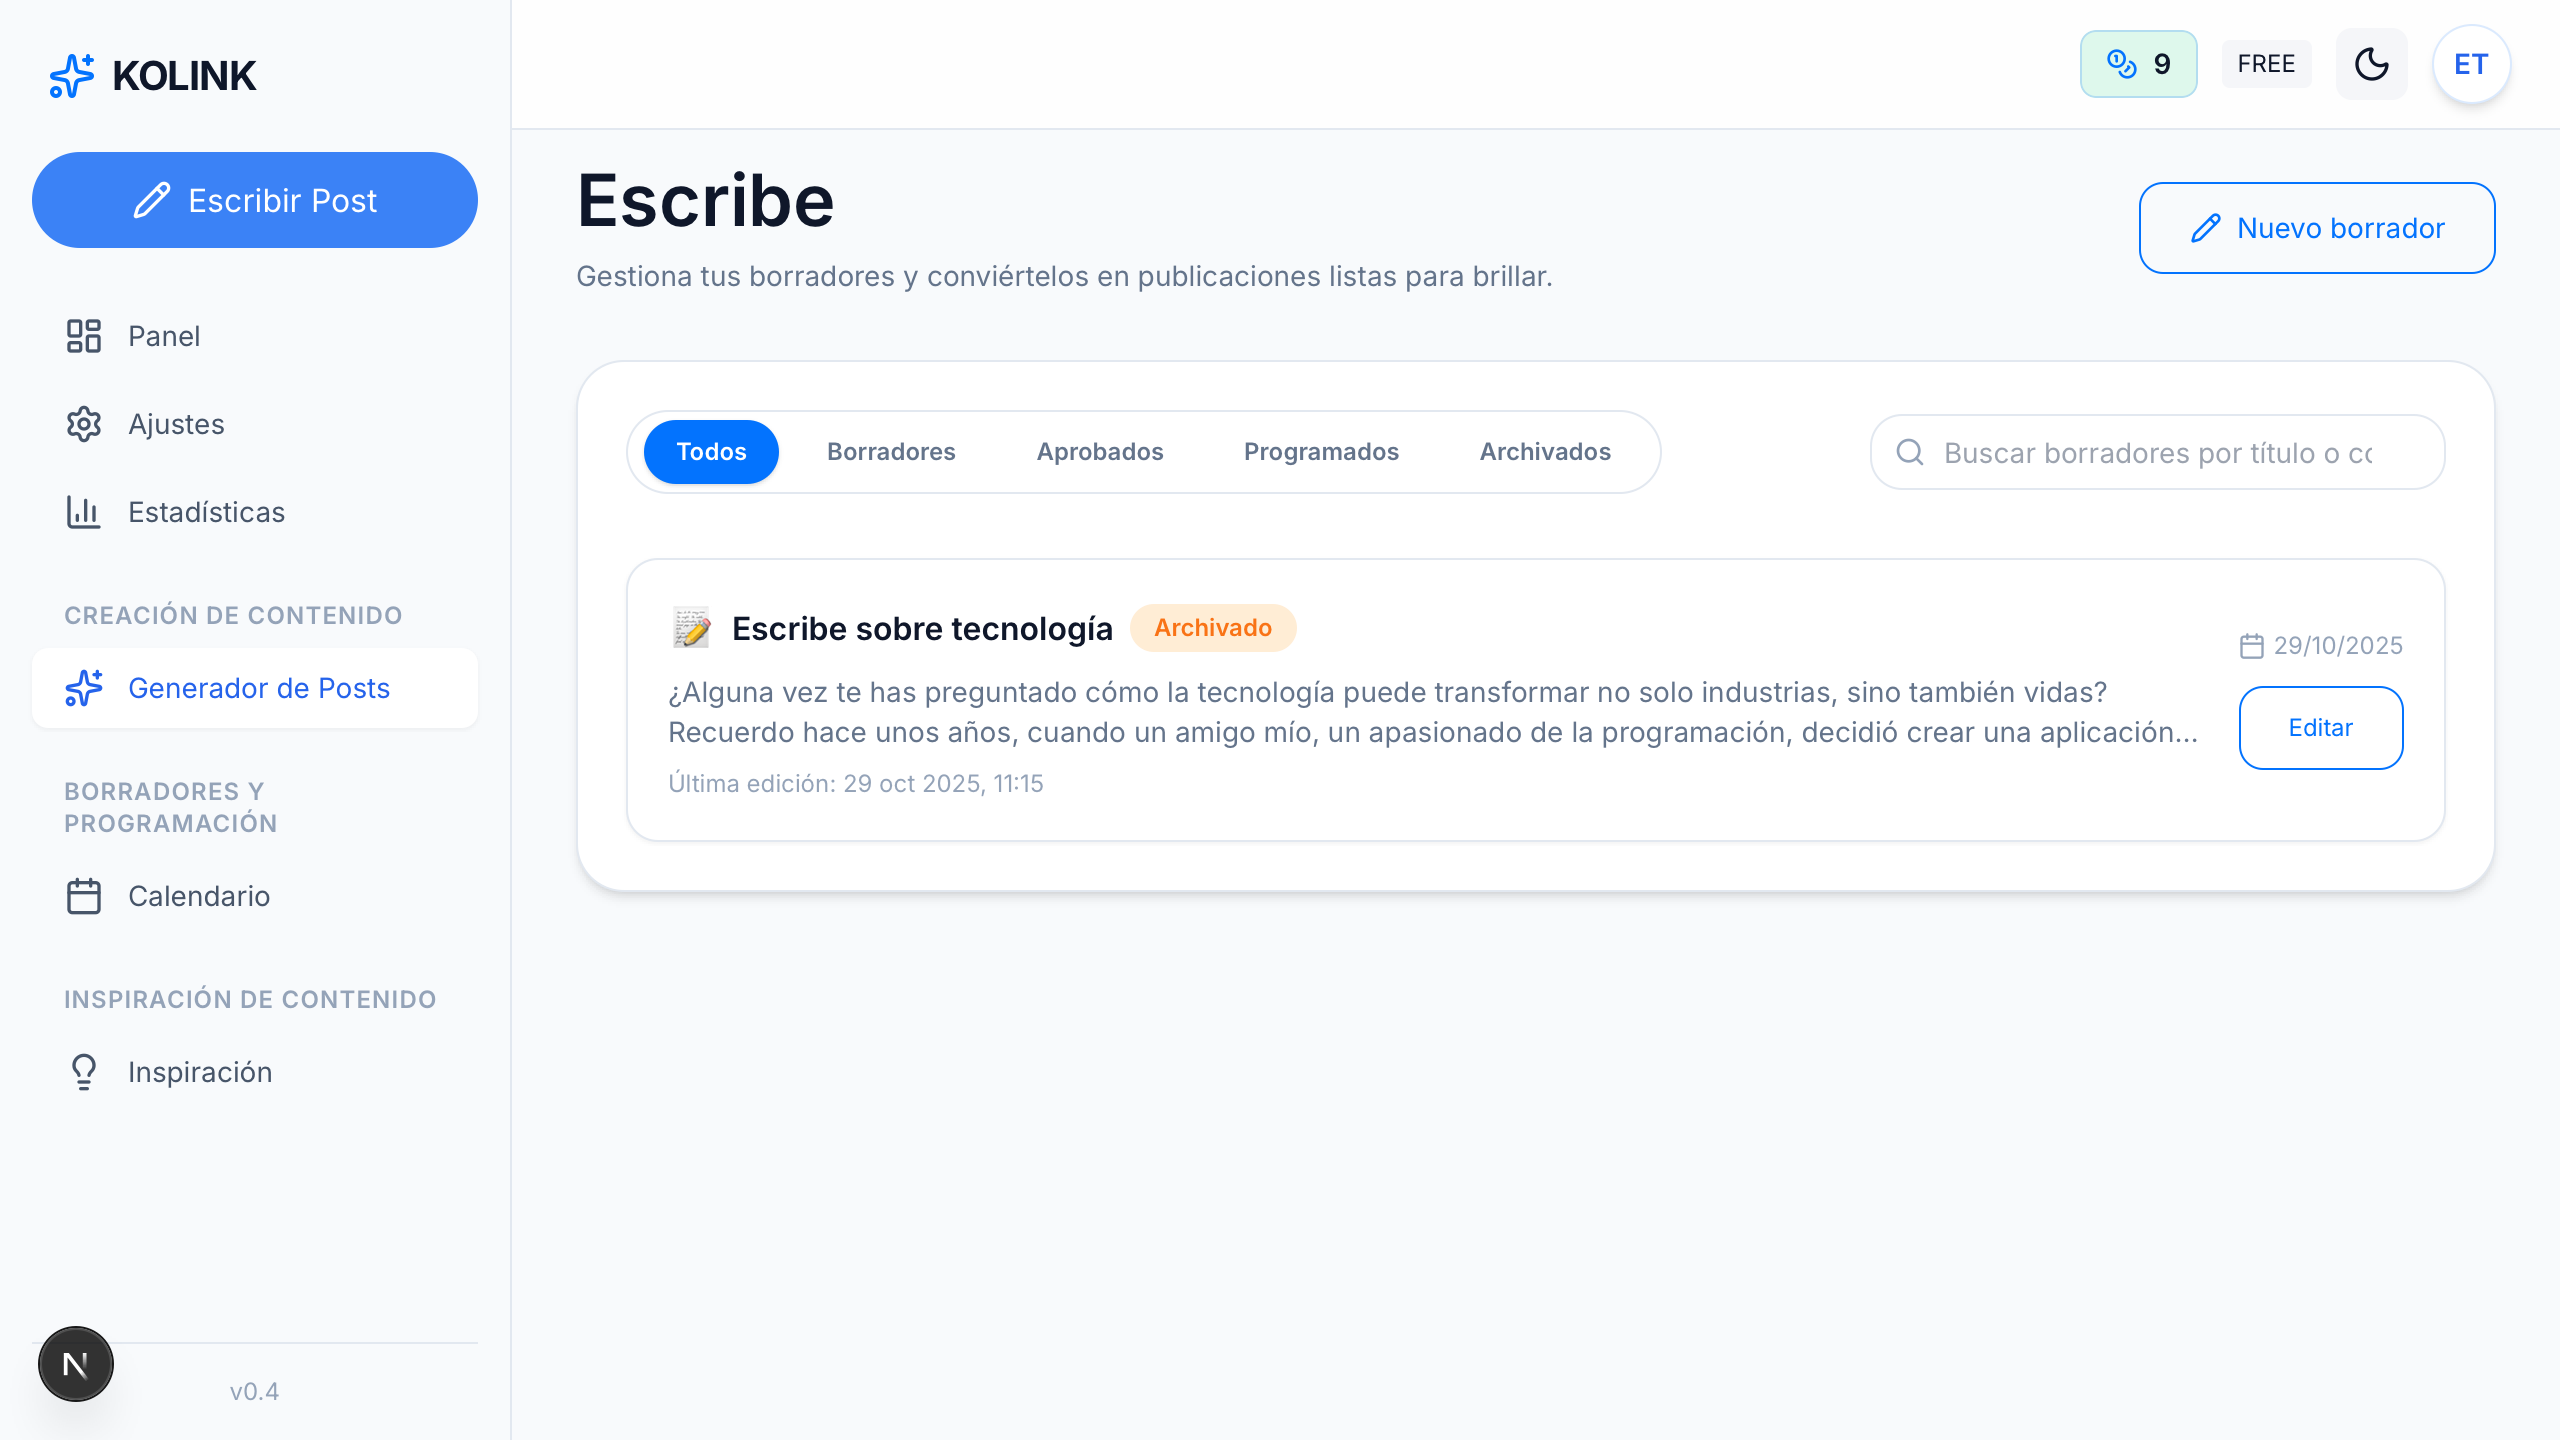 KOLINK
Escribir Post
Panel
Ajustes
Estadísticas
CREACIÓN DE CONTENIDO
Generador de Posts
BORRADORES Y
PROGRAMACIÓN
Calendario
INSPIRACIÓN DE CONTENIDO
Inspiración
N
v0.4
9
FREE
ET
Escribe
Gestiona tus borradores y conviértelos en publicaciones listas para brillar.
Nuevo borrador
Todos
Borradores
Aprobados
Programados
Archivados
Buscar borradores por título o
Escribe sobre tecnología
Archivado
¿Alguna vez te has preguntado cómo la tecnología puede transformar no solo industrias, sino también vidas?
Recuerdo hace unos años, cuando un amigo mío, un apasionado de la programación, decidió crear una aplicación...
Última edición: 29 oct 2025, 11:15
29/10/2025
Editar